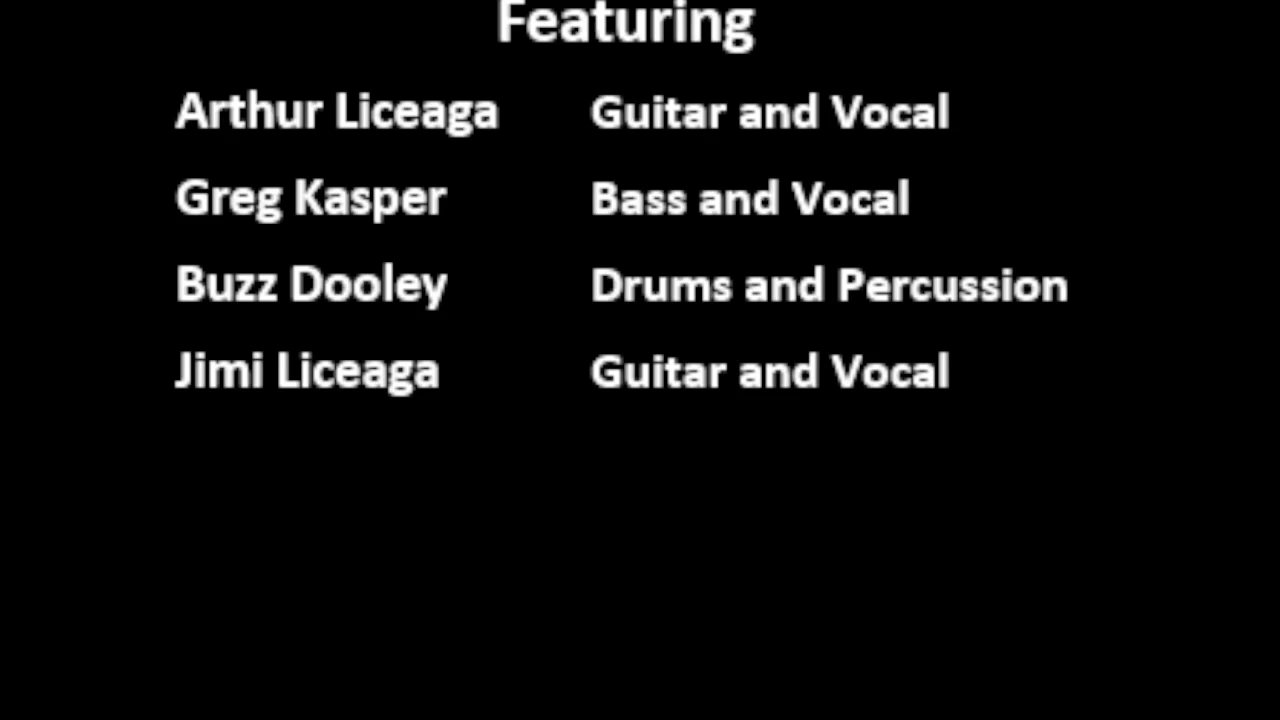 Featuring
Arthur Liceaga Guitar and Vocal
Greg Kasper Bass and Vocal
Buzz Dooley Drums and Percussion
Jimi Liceaga Guitar and Vocal